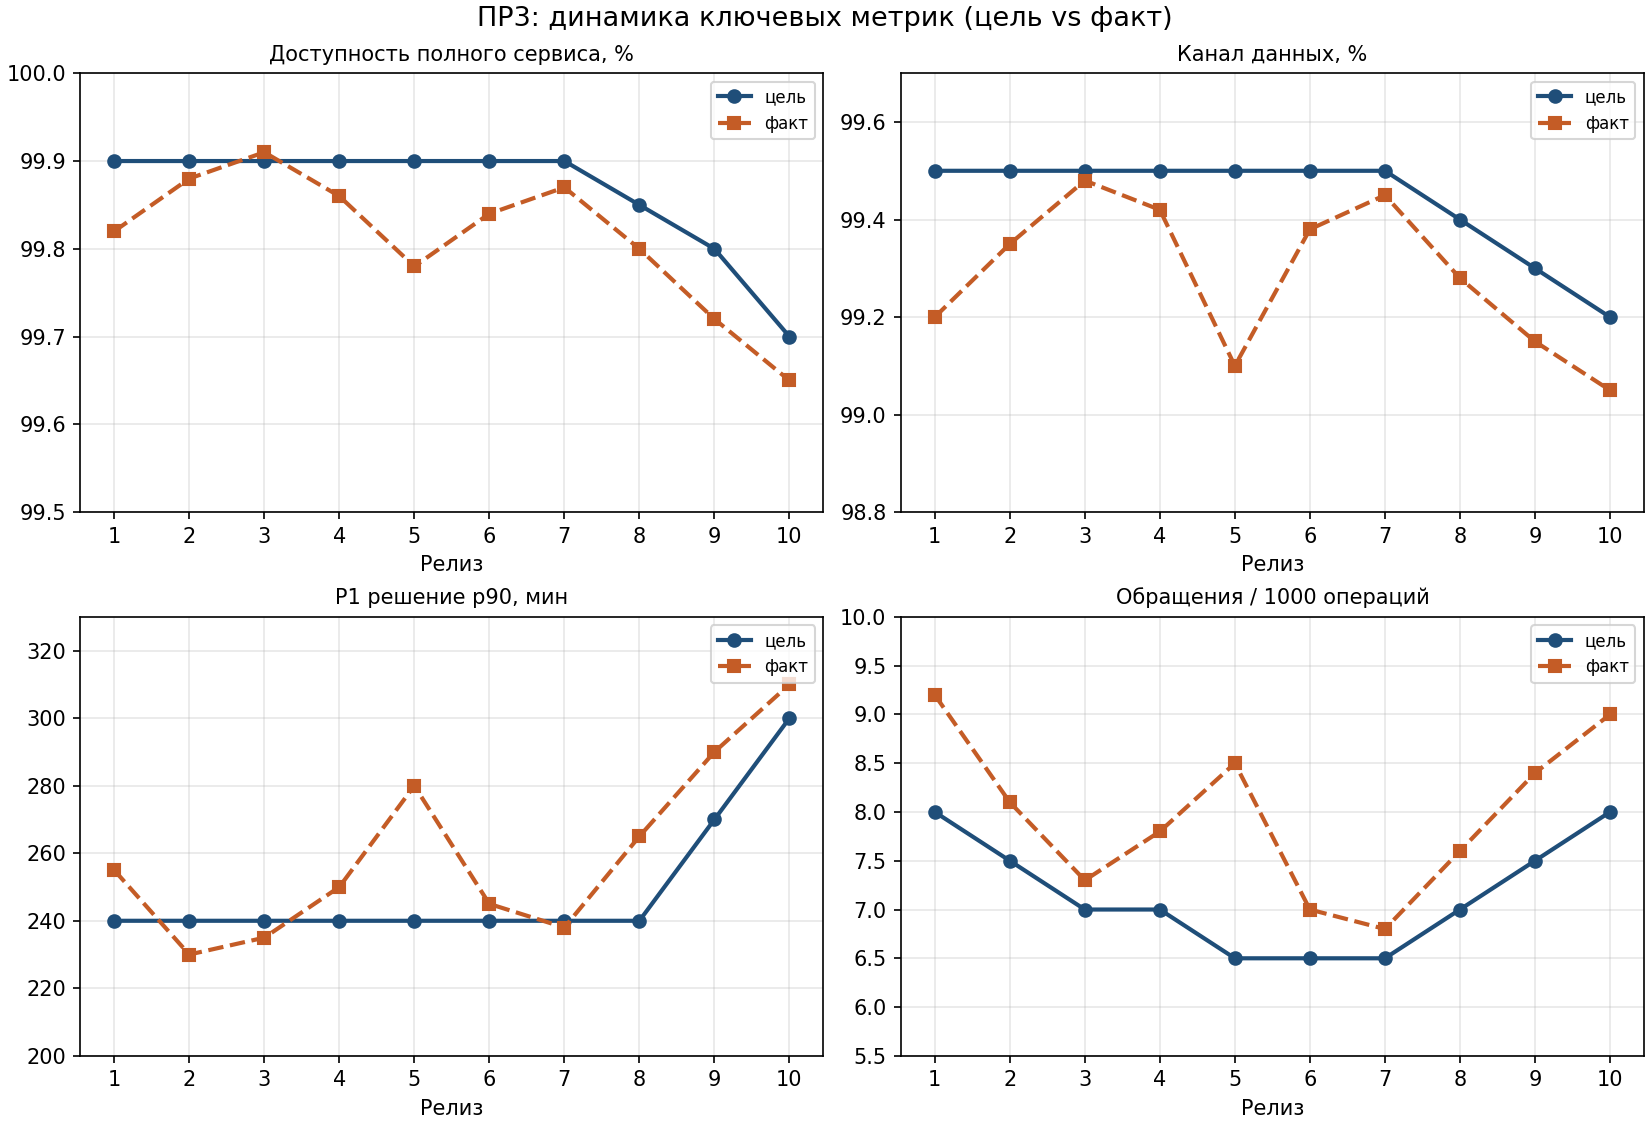 ПР3: динамика ключевых метрик (цель vs факт)
Доступность полного сервиса, %
100.0
99.9
99.8
99.7
99.6
99.5
цель
факт
1 2 3 4 5 6 7 8 9 10
Релиз
Канал данных, %
99.6
99.4
99.2
99.0
98.8
цель
факт
1 2 3 4 5 6 7 8 9 10
Релиз
P1 решение p90, мин
320
300
280
260
240
220
200
цель
факт
1 2 3 4 5 6 7 8 9 10
Релиз
Обращения / 1000 операций
10.0
9.5
9.0
8.5
8.0
7.5
7.0
6.5
6.0
5.5
цель
факт
1 2 3 4 5 6 7 8 9 10
Релиз